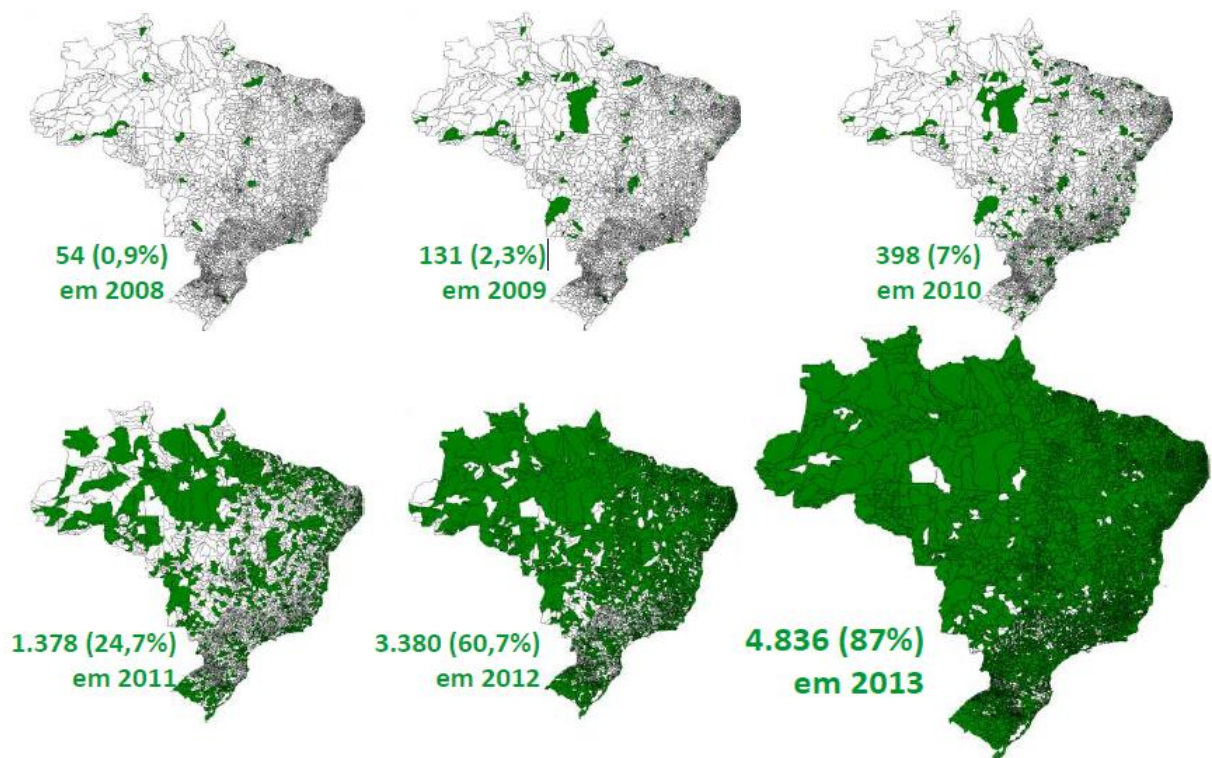 54 (0,9%)
em 2008
131 (2,3%)
em 2009
398 (7%)
em 2010
1.378 (24,7%)
em 2011
3.380 (60,7%)
em 2012
4.836 (87%)
em 2013